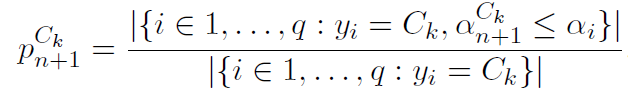 $$p_{n+1}^{C_k} = \frac{|\{i \in 1, \ldots, q : y_i = C_k, \alpha_{n+1}^{C_k} \leq \alpha_i\}|}{|\{i \in 1, \ldots, q : y_i = C_k\}|}$$